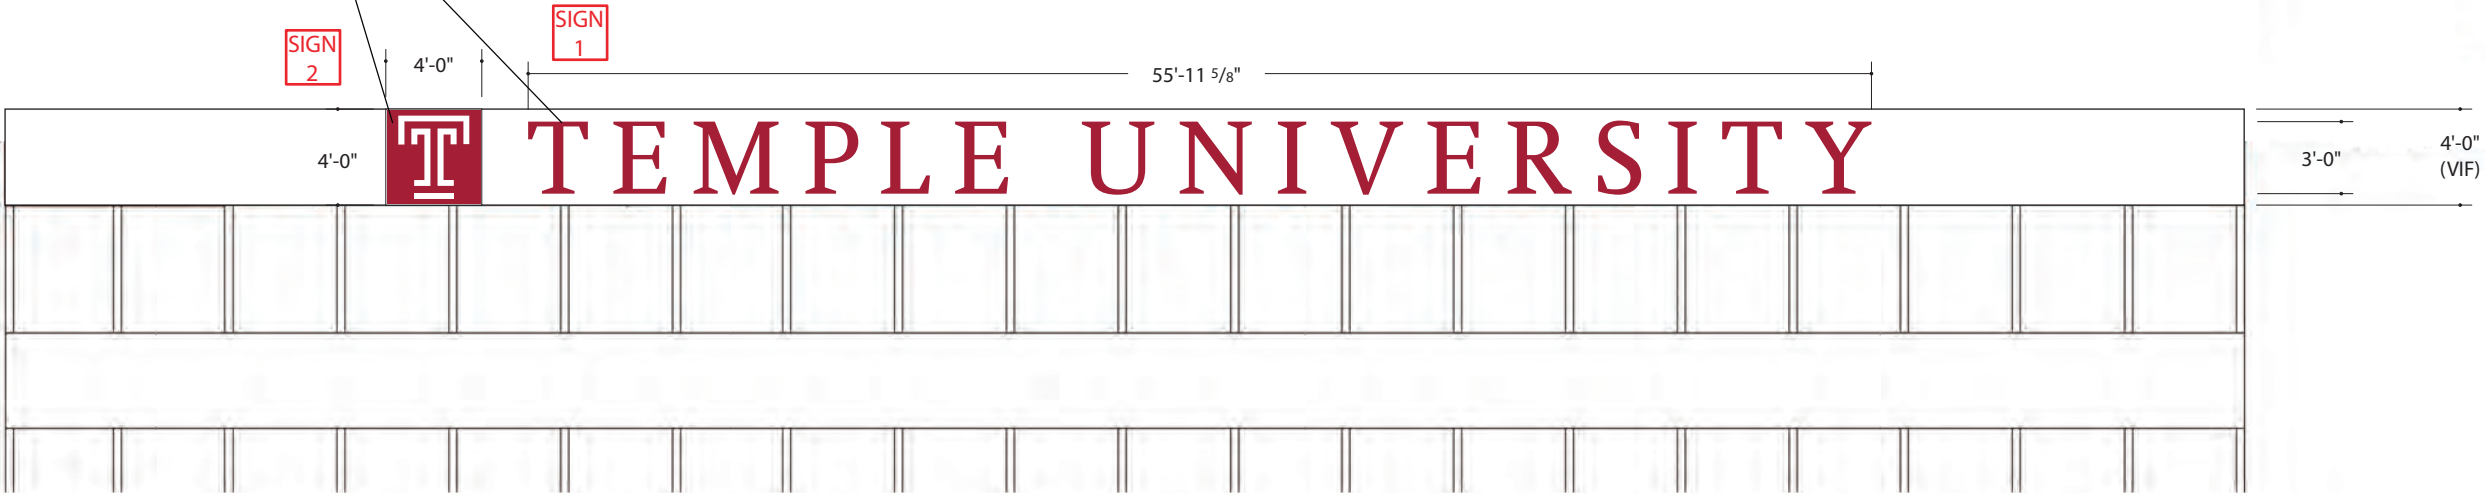 SIGN
1
SIGN
2
4'-0"
55'-11 5/8"
4'-0"
T TEMPLE UNIVERSITY
3'-0"
4'-0"
(VIF)